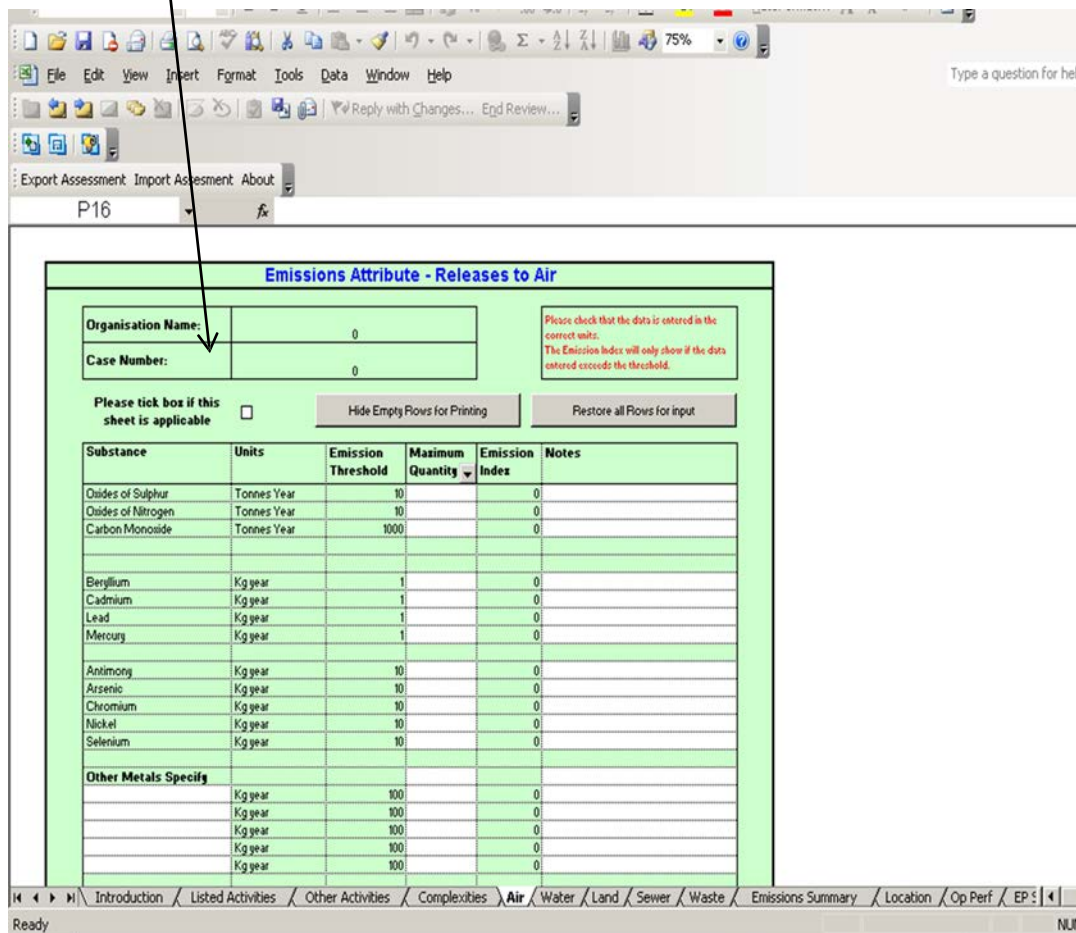 75%
File Edit View Insert Format Tools Data Window Help
Type a question for hel
Reply with Changes... End Review...
Export Assessment Import Assesment About
P16 fx
Emissions Attribute - Releases to Air
Organisation Name: 0
Please check that the data is entered in the
correct units.
The Emission Index will only show if the data
entered exceeds the threshold.
Case Number: 0
Please tick box if this
sheet is applicable
Hide Empty Rows for Printing
Restore all Rows for input
Substance Units Emission Maximum Emission Notes
Threshold Quantity Index
Oxides of Sulphur Tonnes Year 10 0
Oxides of Nitrogen Tonnes Year 10 0
Carbon Monoxide Tonnes Year 1000 0
Beryllium Kg year 1 0
Cadmium Kg year 1 0
Lead Kg year 1 0
Mercury Kg year 1 0
Antimony Kg year 10 0
Arsenic Kg year 10 0
Chromium Kg year 10 0
Nickel Kg year 10 0
Selenium Kg year 10 0
Other Metals Specify
Kg year 100 0
Kg year 100 0
Kg year 100 0
Kg year 100 0
Kg year 100 0
Introduction Listed Activities Other Activities Complexities Air Water Land Sewer Waste Emissions Summary Location Op Perf EP S
Ready NUM